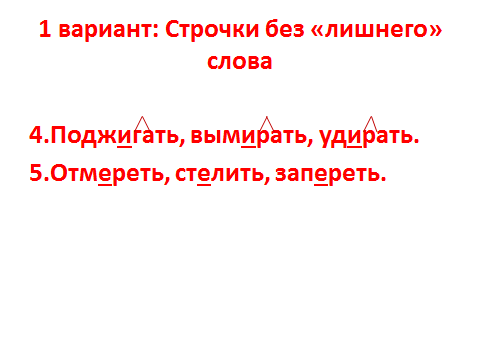 1 вариант: Строчки без «лишнего»
слова
4.Поджигать, вымирать, удирать.
5.Отмереть, стелить, запереть.